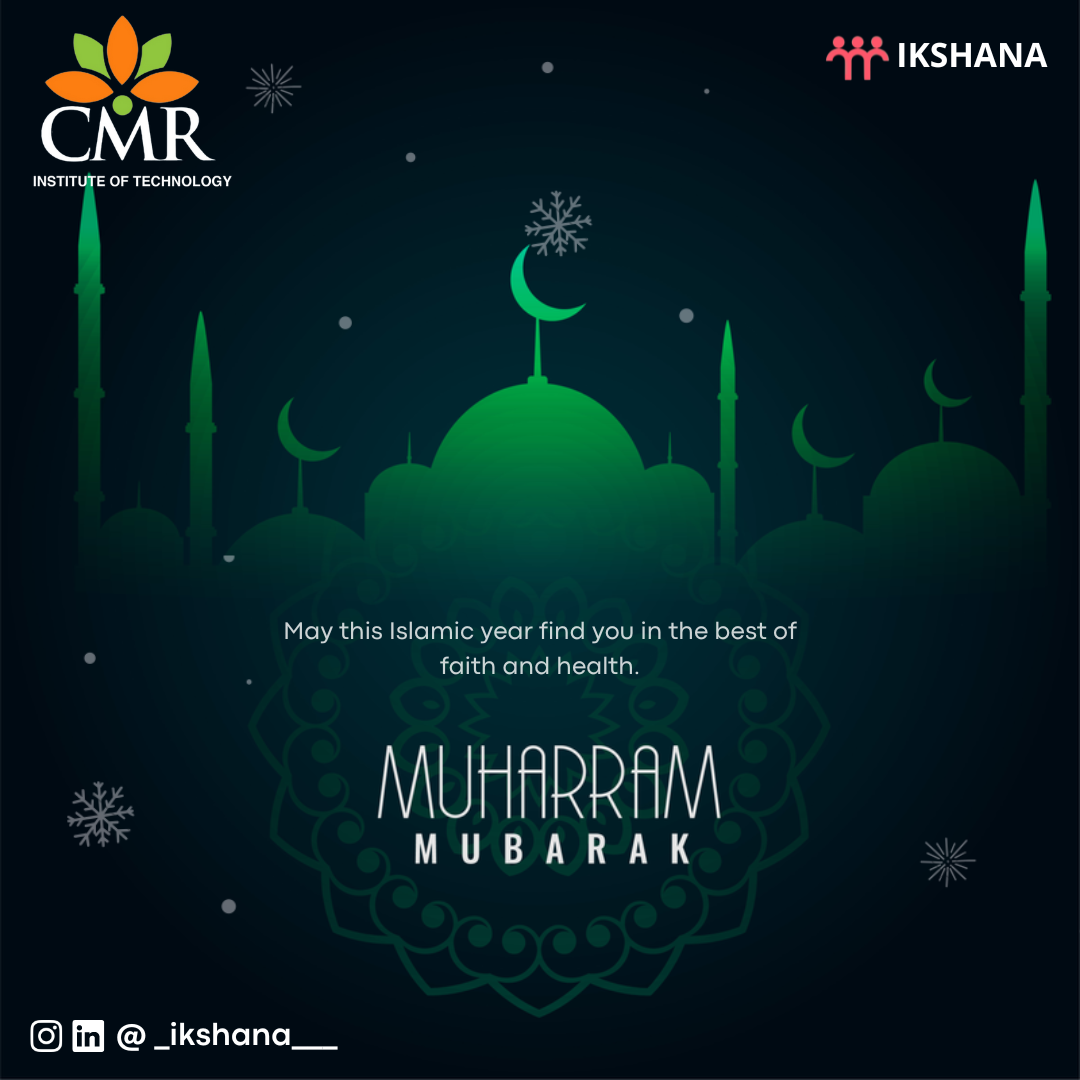 CMR
INSTITUTE OF TECHNOLOGY
IKSHANA
May this Islamic year find you in the best of
faith and health.
MUHARRAM
MUBARAK
@ _ikshana___